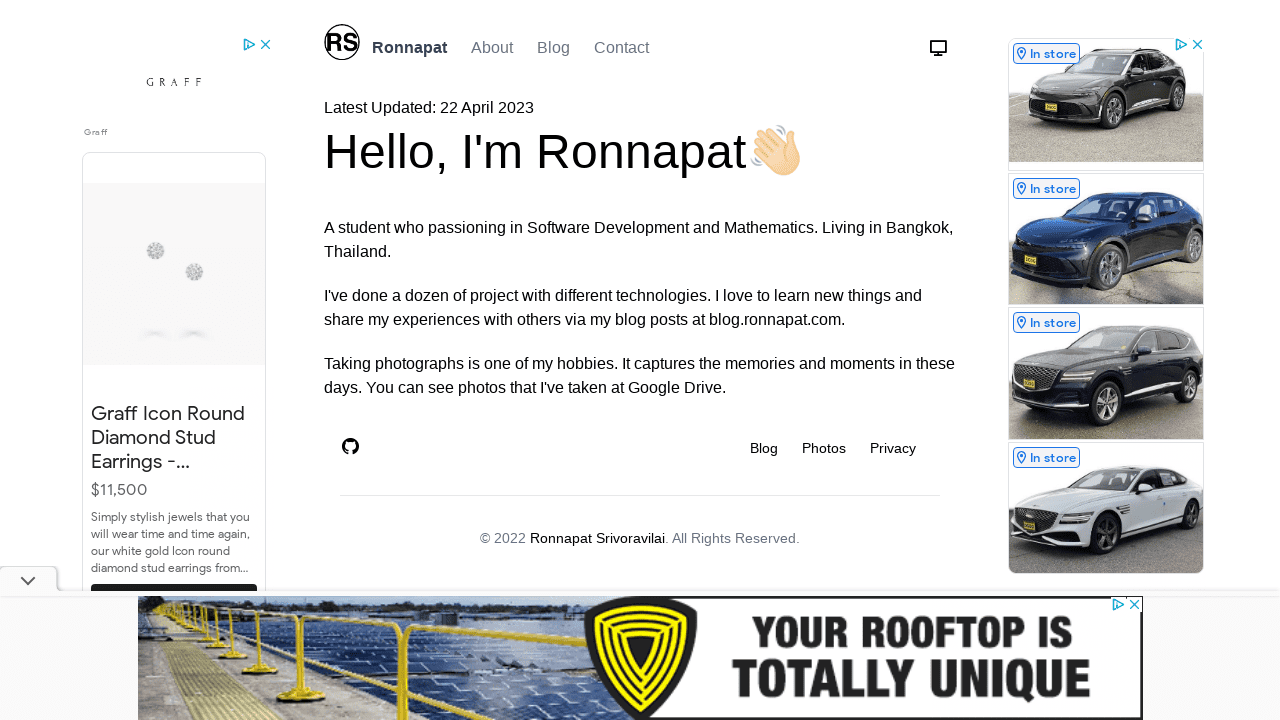 RS
Ronnapat About Blog Contact
Latest Updated: 22 April 2023
Hello, I'm Ronnapat👋🏻
A student who passioning in Software Development and Mathematics. Living in Bangkok,
Thailand.
I've done a dozen of project with different technologies. I love to learn new things and
share my experiences with others via my blog posts at blog.ronnapat.com.
Taking photographs is one of my hobbies. It captures the memories and moments in these
days. You can see photos that I've taken at Google Drive.
Blog Photos Privacy
© 2022 Ronnapat Srivoravilai. All Rights Reserved.
GRAFF
Graff
Graff Icon Round
Diamond Stud
Earrings -...
$11,500
Simply stylish jewels that you
will wear time and time again,
our white gold Icon round
diamond stud earrings from...
In store
In store
In store
In store
YOUR ROOFTOP IS
TOTALLY UNIQUE